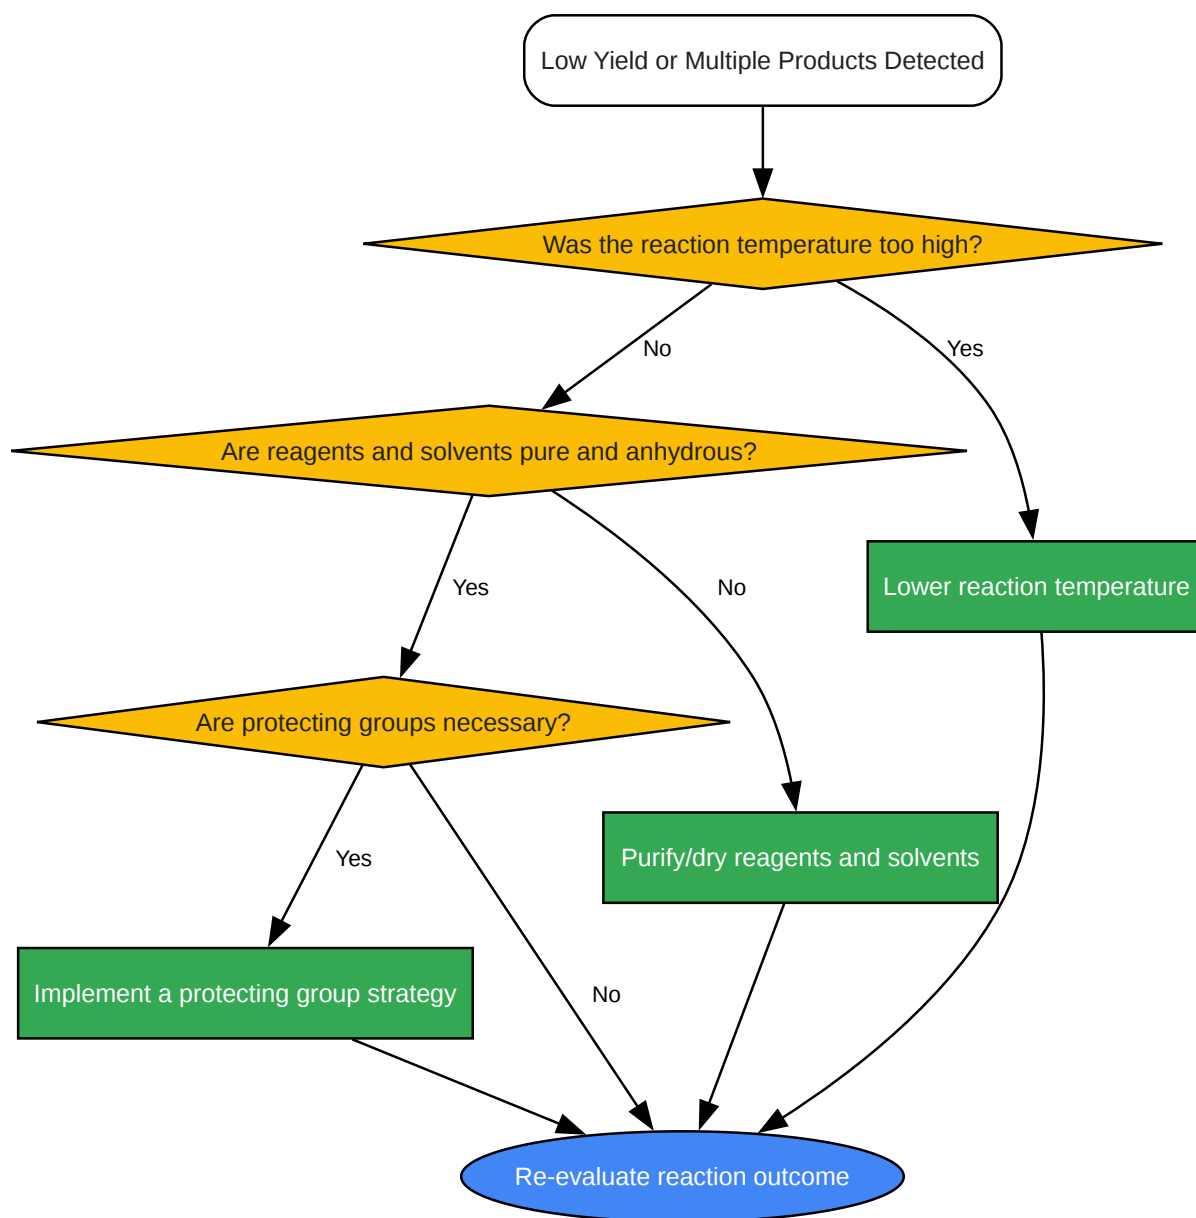 Low Yield or Multiple Products Detected
Was the reaction temperature too high?
No
Yes
Are reagents and solvents pure and anhydrous?
Yes
No
Lower reaction temperature
Are protecting groups necessary?
Yes
Purify/dry reagents and solvents
Implement a protecting group strategy
No
Re-evaluate reaction outcome